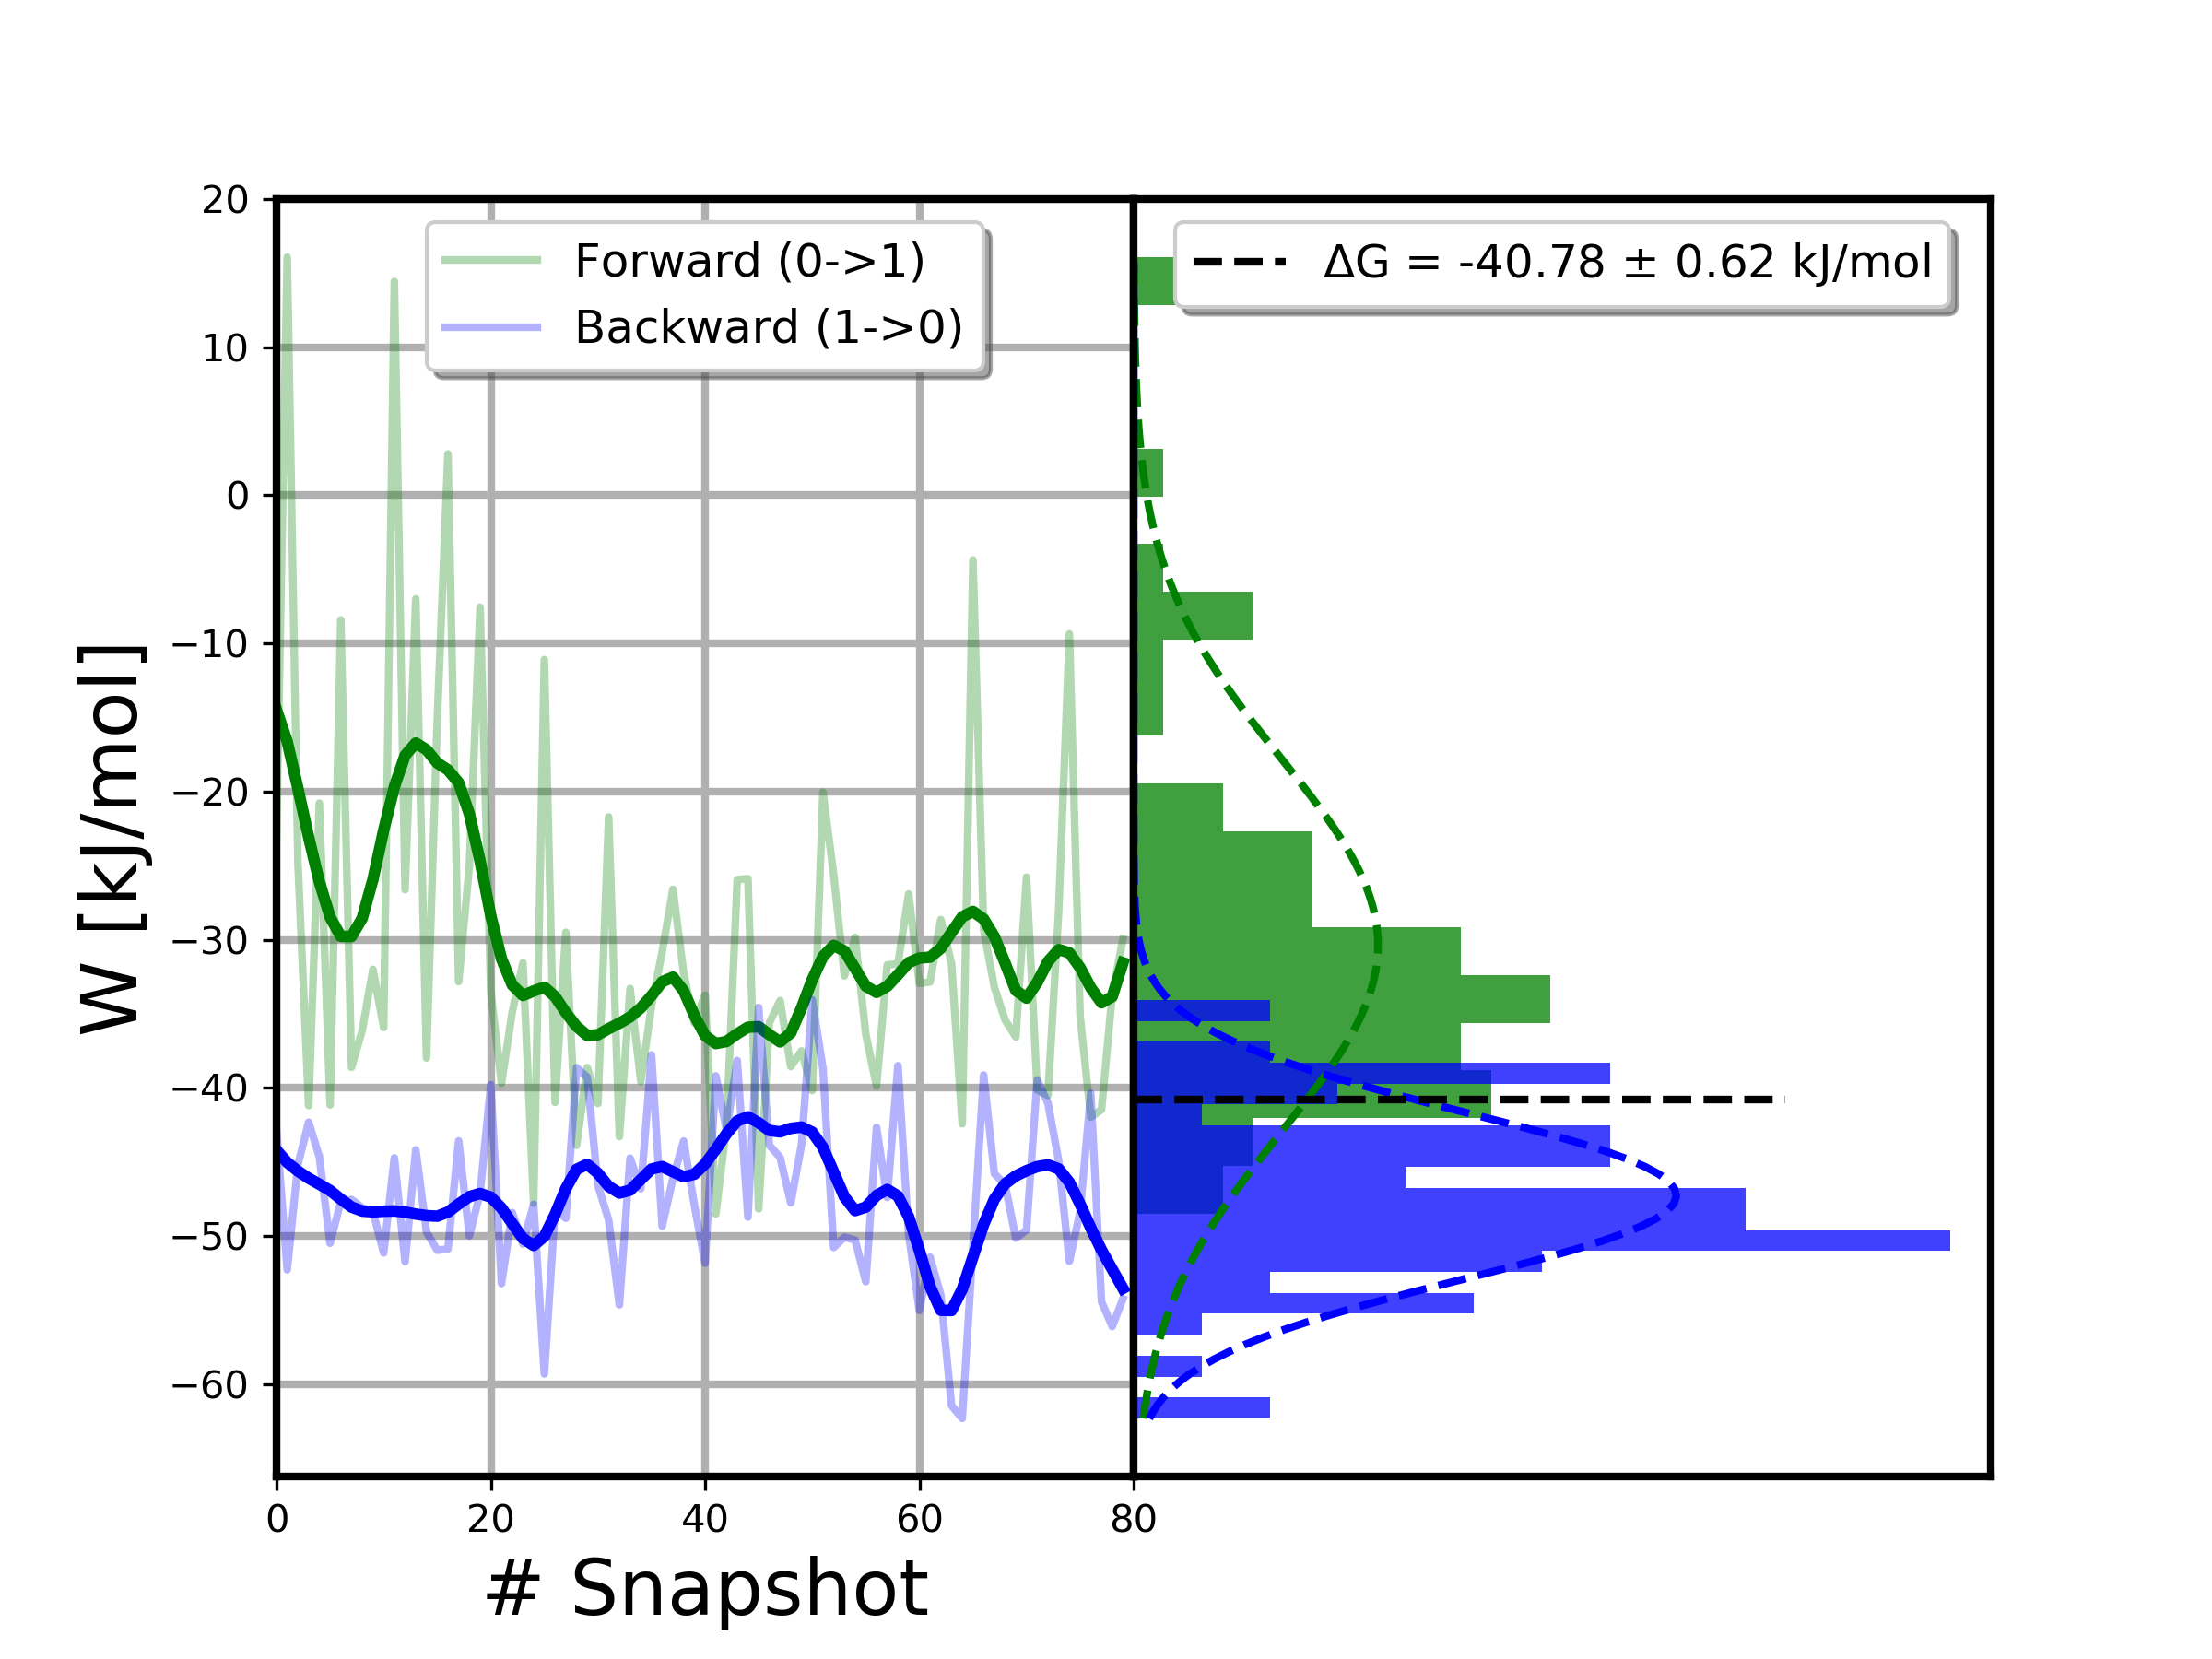 Forward (0->1)
Backward (1->0)
ΔG = -40.78 ± 0.62 kJ/mol
W [kJ/mol]
20
10
0
−10
−20
−30
−40
−50
−60
0 20 40 60 80
# Snapshot